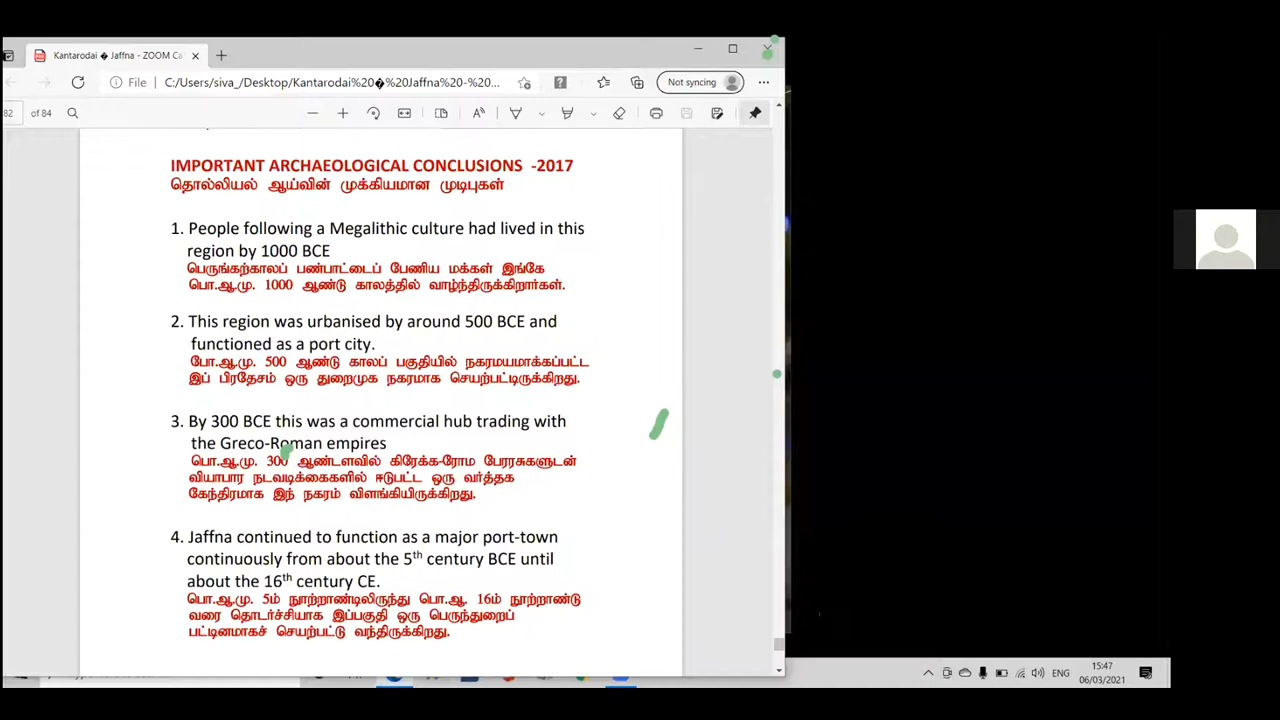 Kantarodai � Jaffna - ZOOM Ca
File C:/Users/siva_/Desktop/Kantarodai%20�%20Jaffna%20-%20... Not syncing
82 of 84
IMPORTANT ARCHAEOLOGICAL CONCLUSIONS -2017
தொல்லியல் ஆய்வின் முக்கியமான முடிபுகள்
1. People following a Megalithic culture had lived in this
region by 1000 BCE
பெருங்கற்காலப் பண்பாட்டைப் பேணிய மக்கள் இங்கே
பொ.ஆ.மு. 1000 ஆண்டு காலத்தில் வாழ்ந்திருக்கிறார்கள்.
2. This region was urbanised by around 500 BCE and
functioned as a port city.
போ.ஆ.மு. 500 ஆண்டு காலப் பகுதியில் நகரமயமாக்கப்பட்ட
இப் பிரதேசம் ஒரு துறைமுக நகரமாக செயற்பட்டிருக்கிறது.
3. By 300 BCE this was a commercial hub trading with
the Greco-Roman empires
பொ.ஆ.மு. 300 ஆண்டளவில் கிரேக்க-ரோம பேரரசுகளுடன்
வியாபார நடவடிக்கைகளில் ஈடுபட்ட ஒரு வர்த்தக
கேந்திரமாக இந் நகரம் விளங்கியிருக்கிறது.
4. Jaffna continued to function as a major port-town
continuously from about the 5th century BCE until
about the 16th century CE.
பொ.ஆ.மு. 5ம் நூற்றாண்டிலிருந்து பொ.ஆ. 16ம் நூற்றாண்டு
வரை தொடர்ச்சியாக இப்பகுதி ஒரு பெருந்துறைப்
பட்டினமாகச் செயற்பட்டு வந்திருக்கிறது.
ENG 15:47
06/03/2021